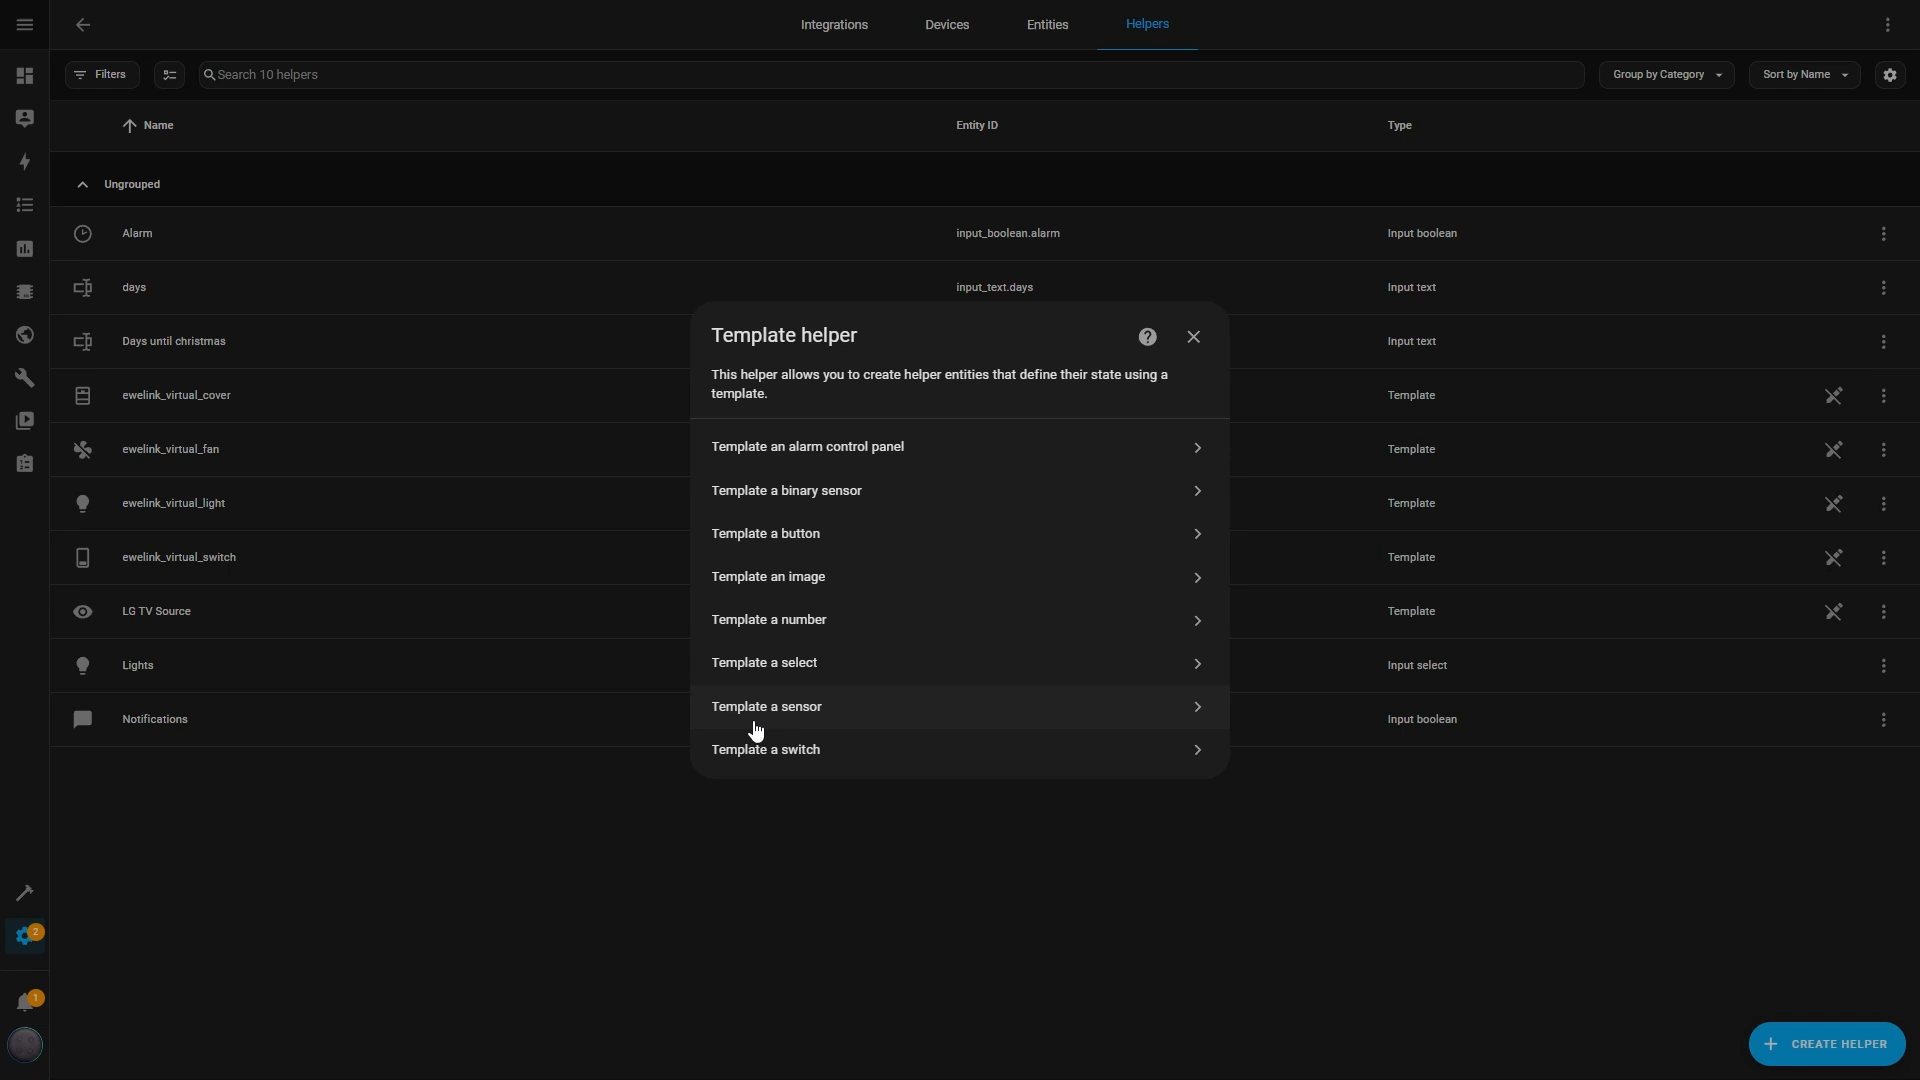 Integrations
Devices
Entities
Helpers
Filters
Search 10 helpers
Group by Category
Sort by Name
Name
Entity ID
Type
Ungrouped
Alarm
input_boolean.alarm
Input boolean
days
input_text.days
Input text
Days until christmas
Input text
ewelink_virtual_cover
Template
ewelink_virtual_fan
Template
ewelink_virtual_light
Template
ewelink_virtual_switch
Template
LG TV Source
Template
Lights
Input select
Notifications
Input boolean
Template helper
This helper allows you to create helper entities that define their state using a
template.
Template an alarm control panel
Template a binary sensor
Template a button
Template an image
Template a number
Template a select
Template a sensor
Template a switch
2
1
CREATE HELPER